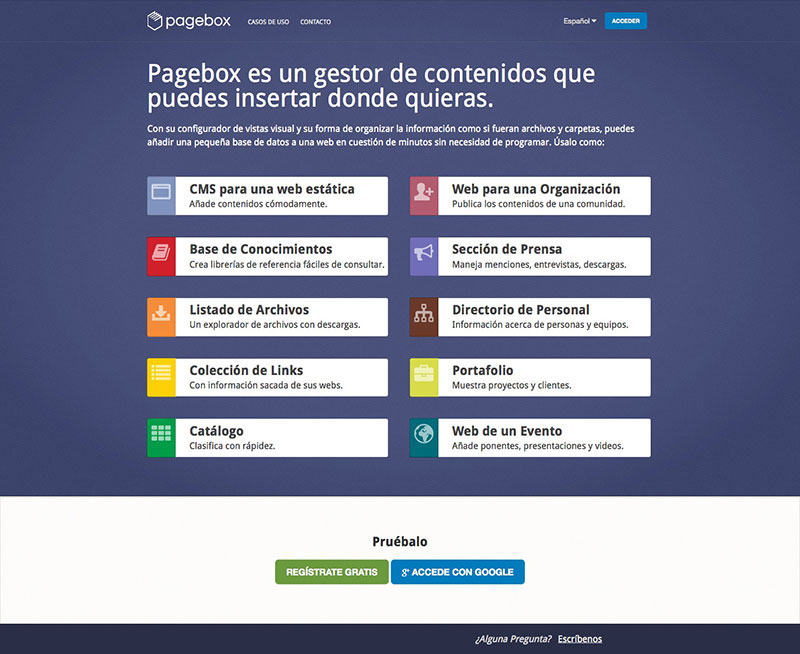 pagebox
CASOS DE USO
CONTACTO
Español
ACCEDER
Pagebox es un gestor de contenidos que
puedes insertar donde quieras.
Con su configurador de vistas visual y su forma de organizar la información como si fueran archivos y carpetas, puedes
añadir una pequeña base de datos a una web en cuestión de minutos sin necesidad de programar. Úsalo como:
CMS para una web estática
Añade contenidos cómodamente.
Web para una Organización
Publica los contenidos de una comunidad.
Base de Conocimientos
Crea librerías de referencia fáciles de consultar.
Sección de Prensa
Maneja menciones, entrevistas, descargas.
Listado de Archivos
Un explorador de archivos con descargas.
Directorio de Personal
Información acerca de personas y equipos.
Colección de Links
Con información sacada de sus webs.
Portafolio
Muestra proyectos y clientes.
Catálogo
Clasifica con rápidez.
Web de un Evento
Añade ponentes, presentaciones y videos.
Pruébalo
REGÍSTRATE GRATIS
g+ ACCEDE CON GOOGLE
¿Alguna Pregunta? Escríbenos